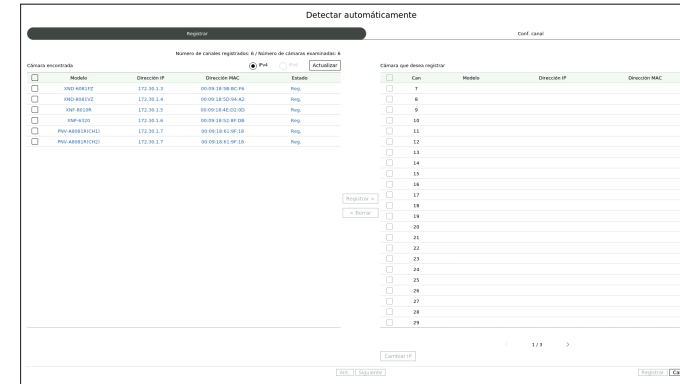 Detectar automáticamente
Registrar
Conf. canal
Número de canales registrados: 6 / Número de cámaras examinadas: 6
Cámara encontrada
IPv4
IPv6
Actualizar
Cámara que desea registrar
Modelo Dirección IP Dirección MAC Estado
XND-6081FZ 172.30.1.3 00:09:18:5B:BC:F6 Reg.
XND-8081VZ 172.30.1.4 00:09:18:5D:94:A2 Reg.
XNF-8010R 172.30.1.5 00:09:18:4E:D2:0D Reg.
XNP-6320 172.30.1.6 00:09:18:52:8F:DB Reg.
PNV-A8081R(CH1) 172.30.1.7 00:09:18:61:9F:18 Reg.
PNV-A8081R(CH2) 172.30.1.7 00:09:18:61:9F:18 Reg.
Can Modelo Dirección IP Dirección MAC
7
8
9
10
11
12
13
14
15
16
17
18
19
20
21
22
23
24
25
26
27
28
29
Registrar >
< Borrar
< 1 / 3 >
Cambiar IP
Ant. Siguiente
Registrar